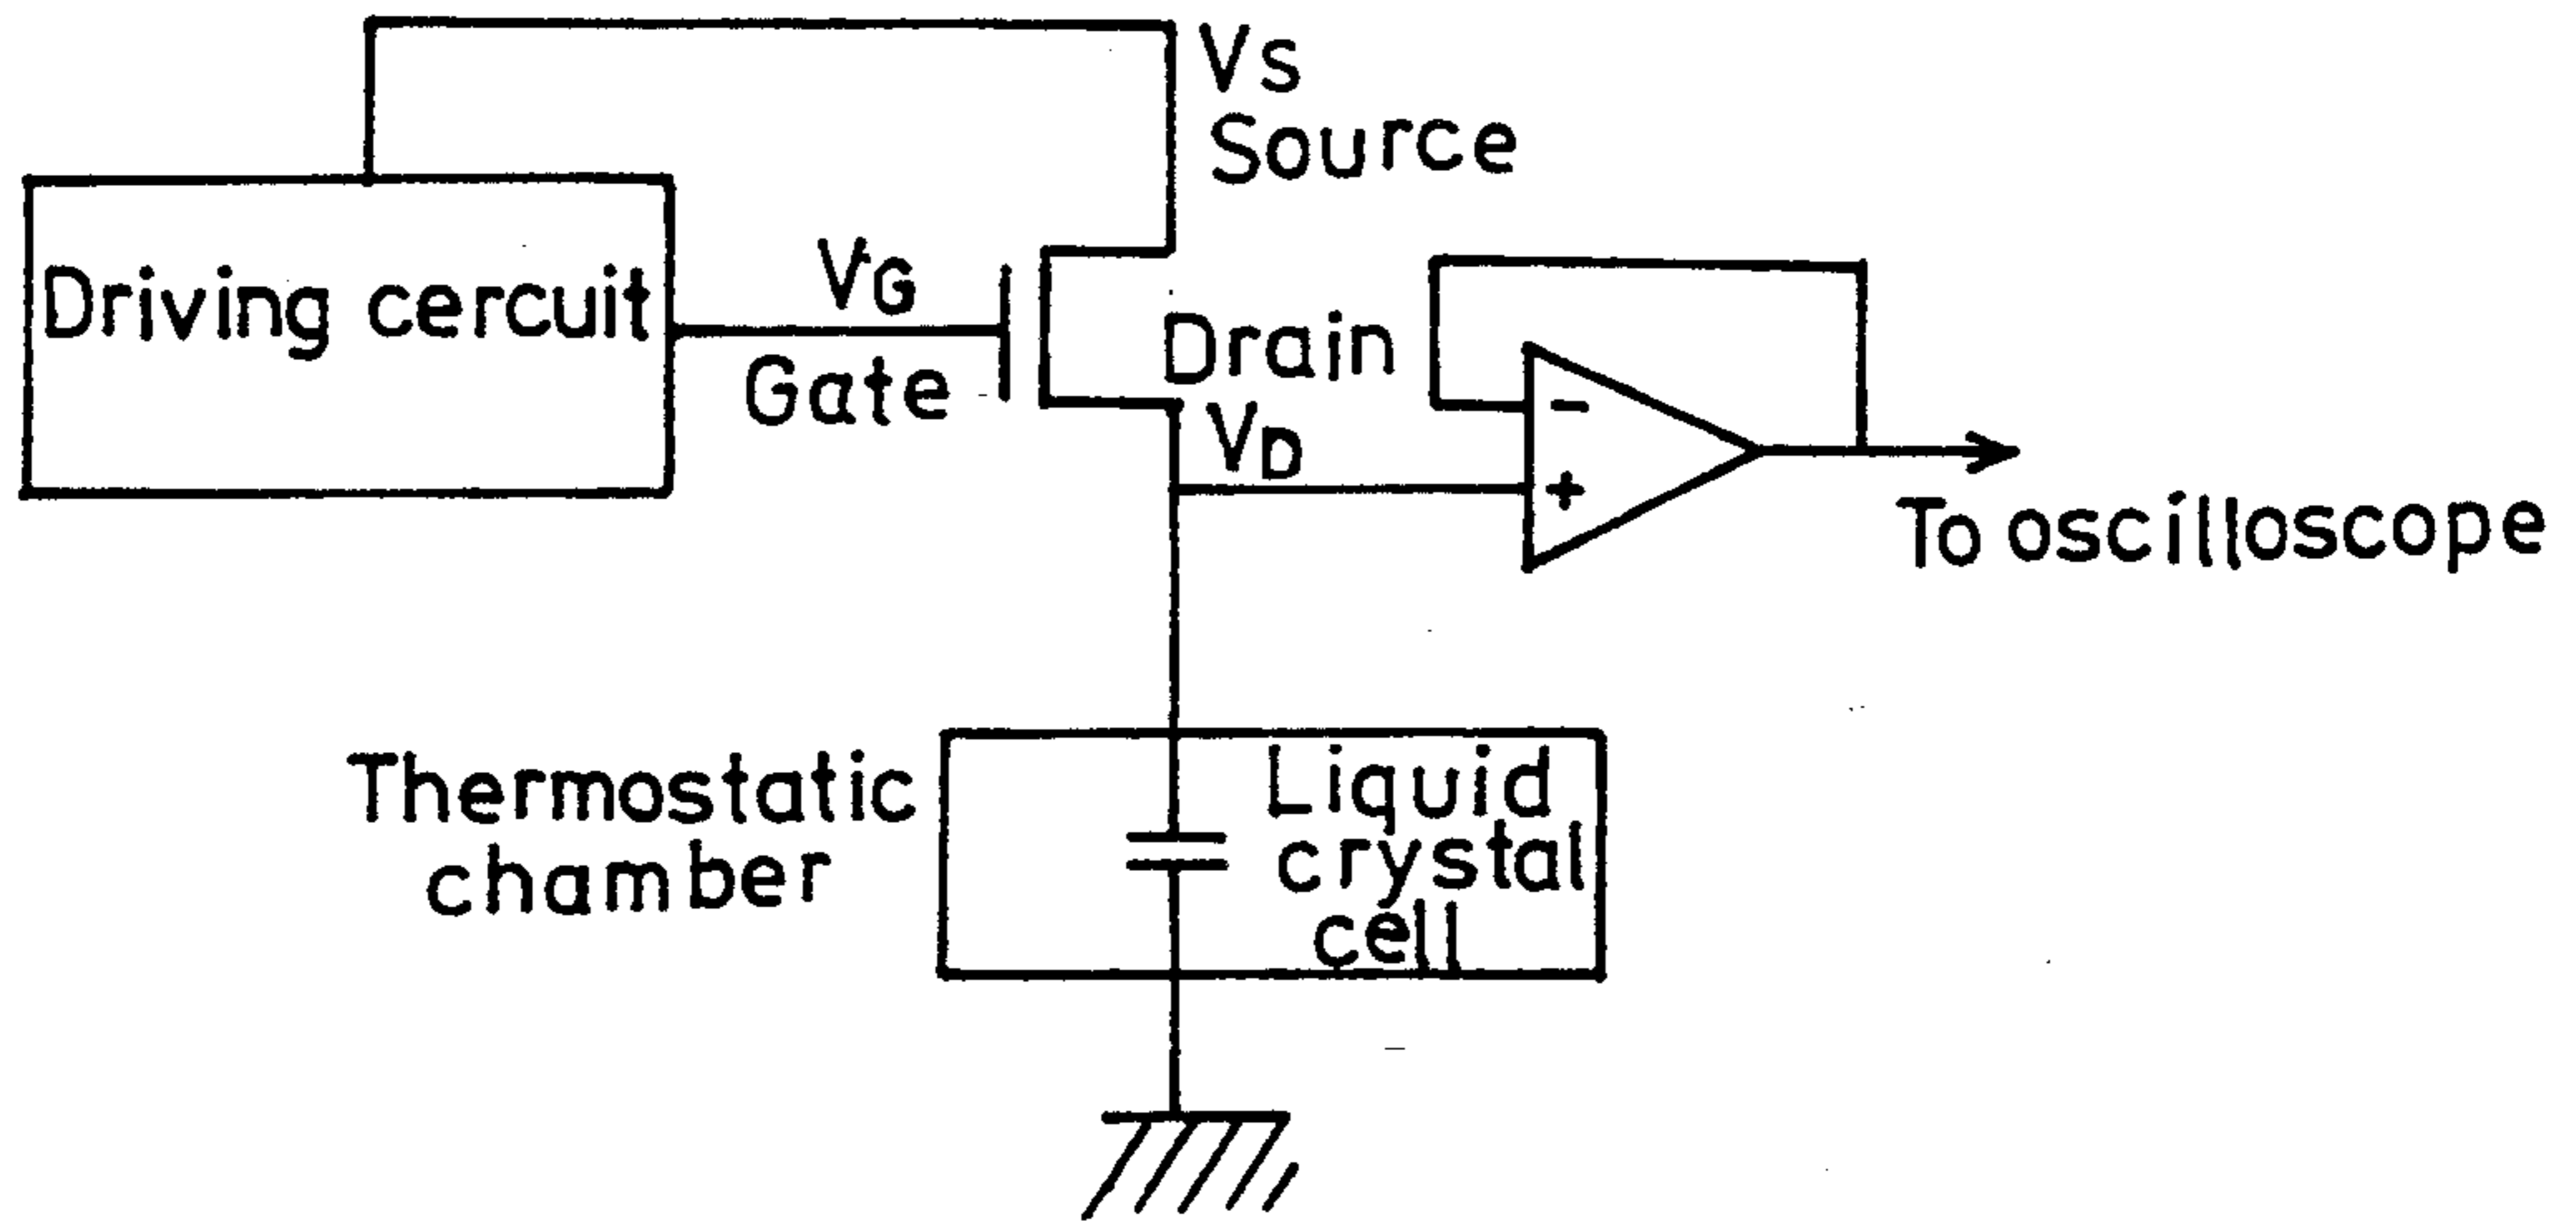 VS
Source
Driving cercuit
VG
Gate
Drain
VD
-
+
To oscilloscope
Thermostatic
chamber
Liquid
crystal
cell